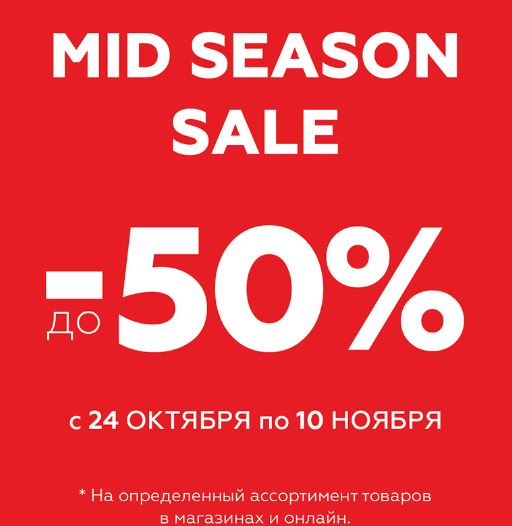 MID SEASON
SALE
до -50%
с 24 ОКТЯБРЯ по 10 НОЯБРЯ
* На определенный ассортимент товаров
в магазинах и онлайн.